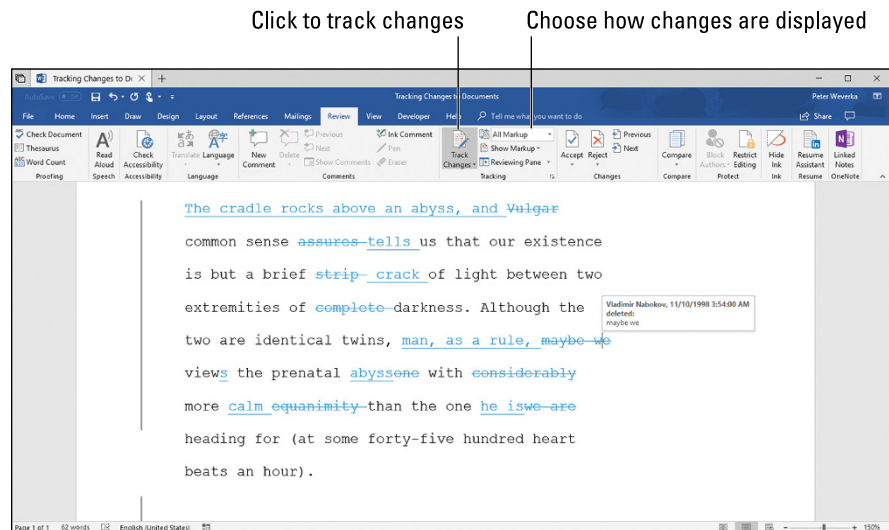 Click to track changes Choose how changes are displayed
Tracking Changes to Do
AutoSave Off Tracking Changes to Documents Peter Weverka
File Home Insert Draw Design Layout References Mailings Review View Developer Help Tell me what you want to do Share
Check Document Previous Ink Comment All Markup Previous
Thesaurus Pen Show Markup Next
Word Count Show Comments Eraser Reviewing Pane
Read Aloud Check Accessibility Translate Language New Comment Delete Track Changes Accept Reject Compare Block Authors Restrict Editing Hide Ink Resume Assistant Linked Notes
Proofing Speech Accessibility Language Comments Tracking Changes Compare Protect Ink Resume OneNote
The cradle rocks above an abyss, and Vulgar
common sense assures tells us that our existence
is but a brief strip crack of light between two
extremities of complete darkness. Although the
Vladimir Nabokov, 11/10/1998 3:54:00 AM
deleted:
maybe we
two are identical twins, man, as a rule, maybe we
views the prenatal abyssone with considerably
more calm equanimity than the one he iswe are
heading for (at some forty-five hundred heart
beats an hour).
Page 1 of 1 62 words English (United States) 150%